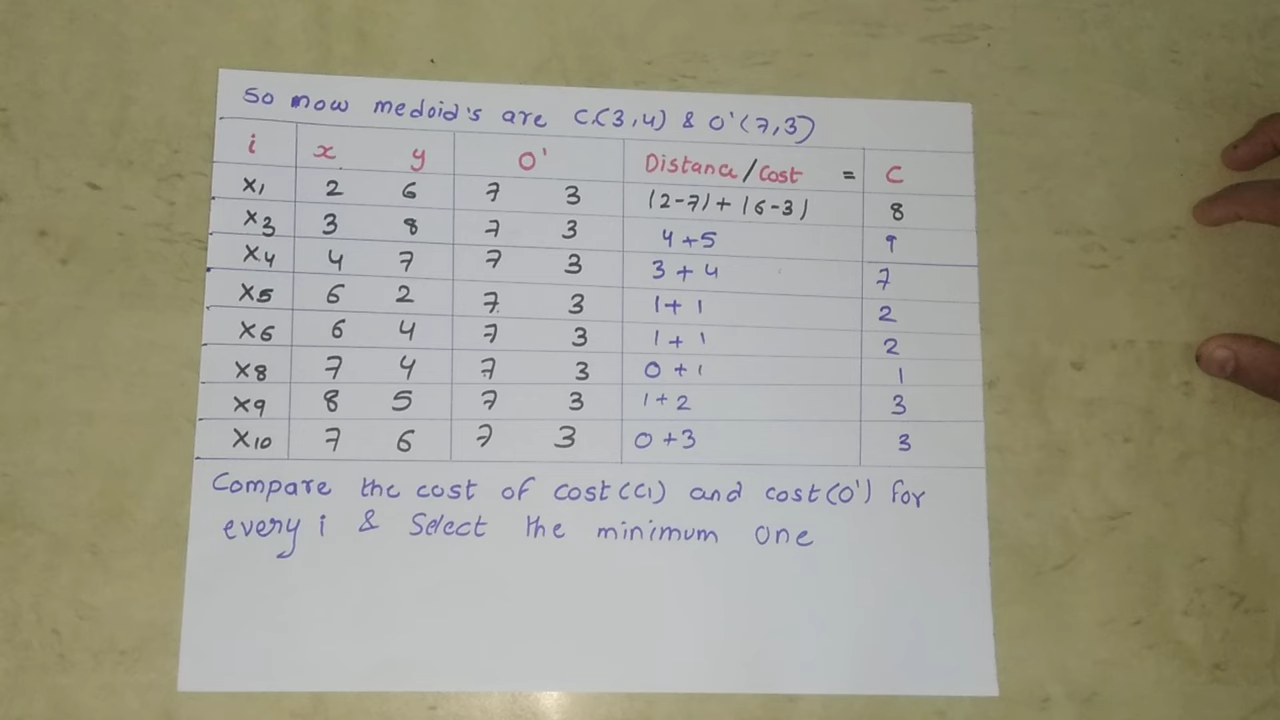 So now medoid's are C1(3,4) & O'(7,3)
i x y O' Distance/Cost = C
X1 2 6 7 3 |2-7|+|6-3| 8
X3 3 8 7 3 4+5 9
X4 4 7 7 3 3+4 7
X5 6 2 7 3 1+1 2
X6 6 4 7 3 1+1 2
X8 7 4 7 3 0+1 1
X9 8 5 7 3 1+2 3
X10 7 6 7 3 0+3 3
Compare the cost of cost(C1) and cost(O') for
every i & Select the minimum one